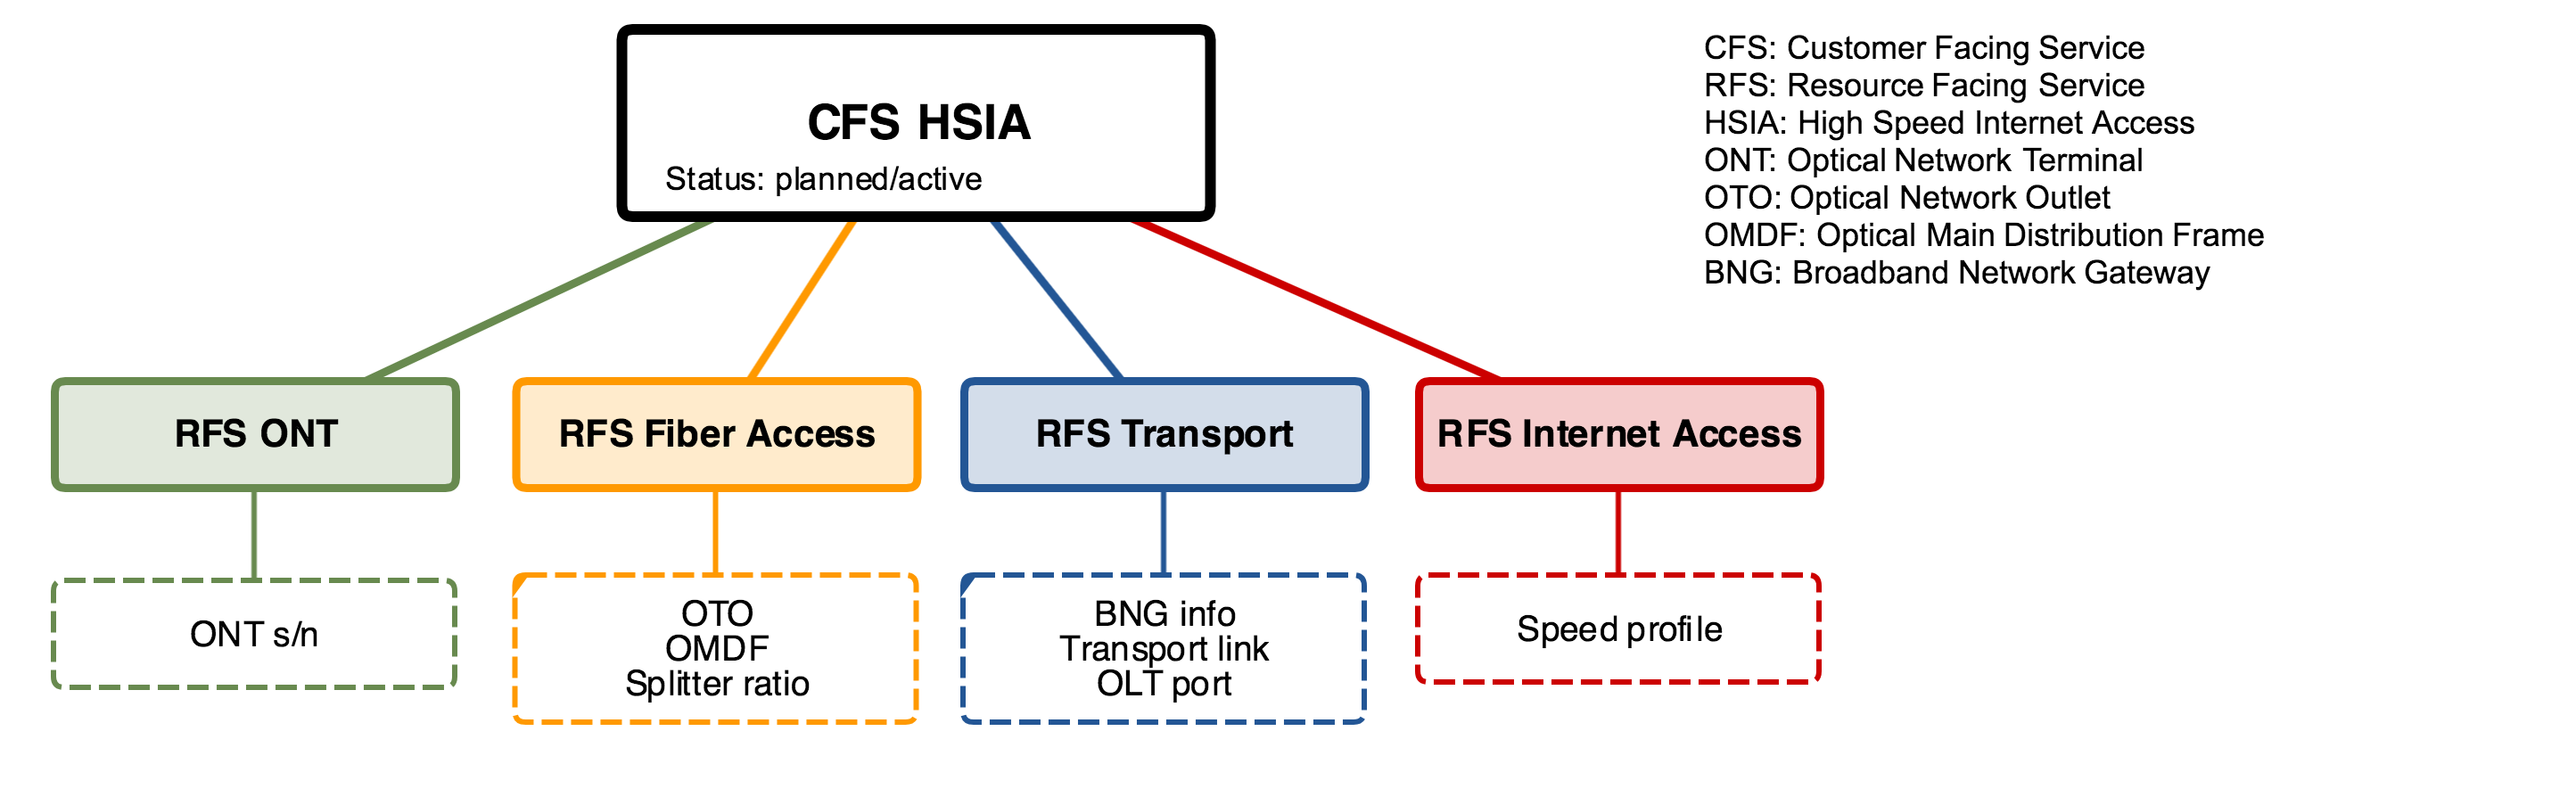 CFS HSIA
Status: planned/active
CFS: Customer Facing Service
RFS: Resource Facing Service
HSIA: High Speed Internet Access
ONT: Optical Network Terminal
OTO: Optical Network Outlet
OMDF: Optical Main Distribution Frame
BNG: Broadband Network Gateway
RFS ONT
RFS Fiber Access
RFS Transport
RFS Internet Access
ONT s/n
OTO
OMDF
Splitter ratio
BNG info
Transport link
OLT port
Speed profile